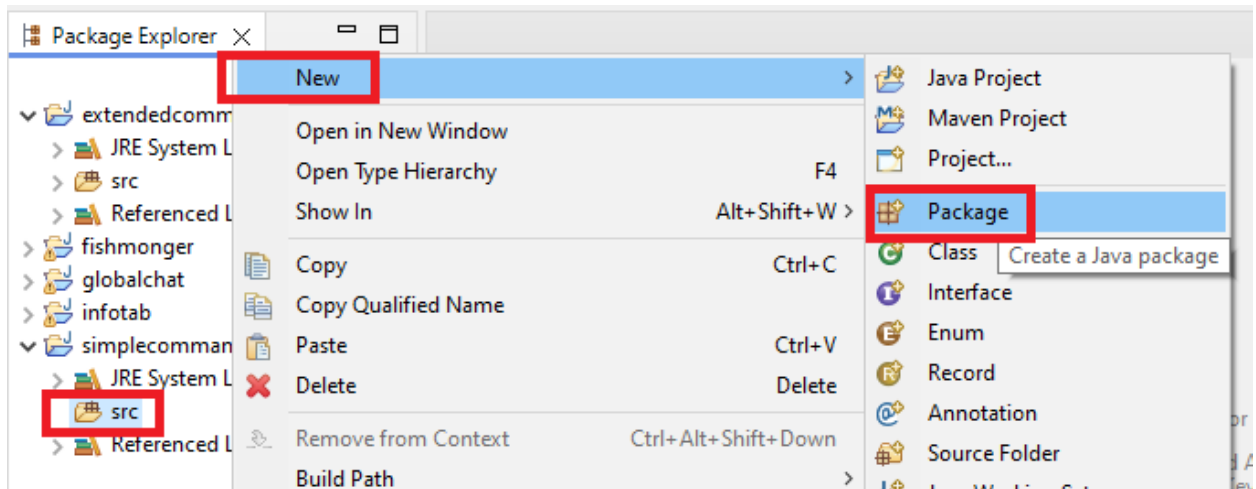 Package Explorer
extendedcomm
JRE System L
src
Referenced L
fishmonger
globalchat
infotab
simplecomman
JRE System L
src
Referenced L
New
Open in New Window
Open Type Hierarchy F4
Show In Alt+Shift+W
Copy Ctrl+C
Copy Qualified Name
Paste Ctrl+V
Delete Delete
Remove from Context Ctrl+Alt+Shift+Down
Build Path
Java Project
Maven Project
Project...
Package
Class
Create a Java package
Interface
Enum
Record
Annotation
Source Folder